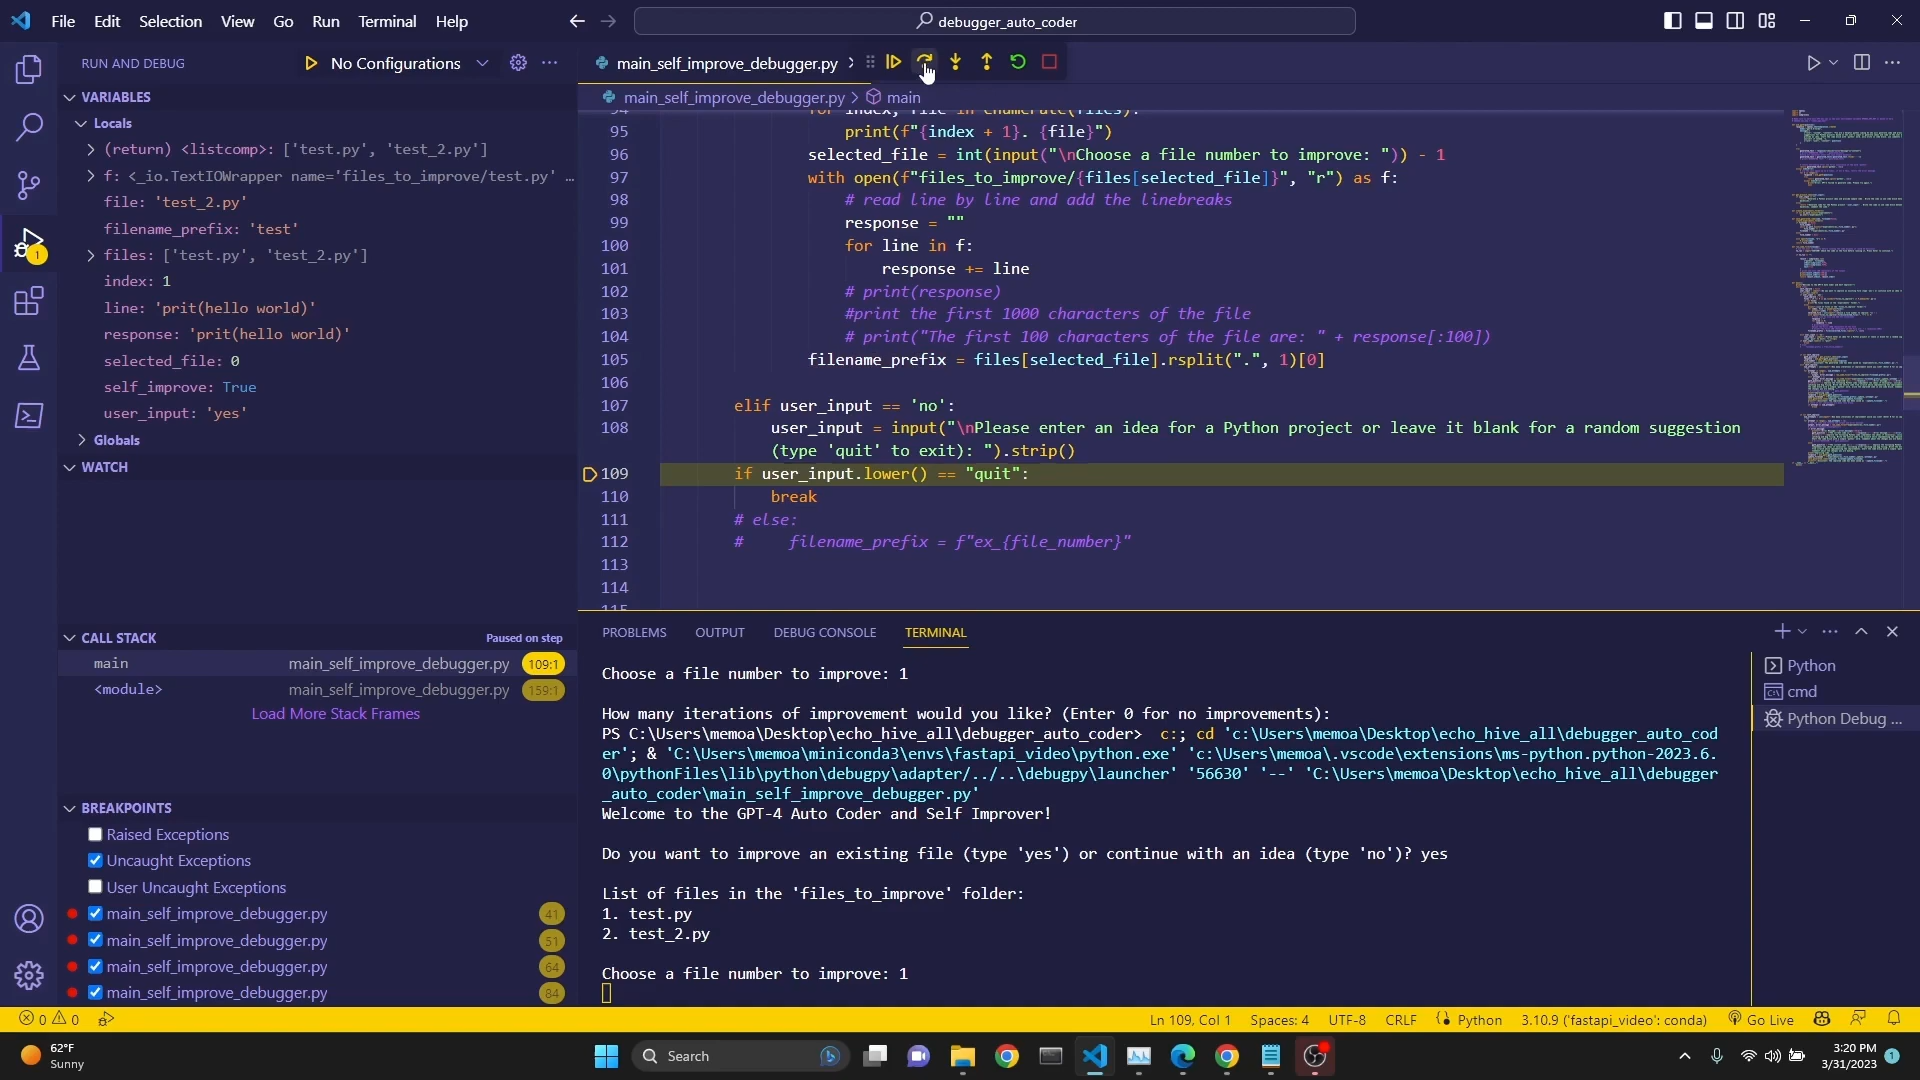 File Edit Selection View Go Run Terminal Help
debugger_auto_coder
RUN AND DEBUG
No Configurations
main_self_improve_debugger.py
main_self_improve_debugger.py > main
VARIABLES
Locals
(return) <listcomp>: ['test.py', 'test_2.py']
f: <_io.TextIOWrapper name='files_to_improve/test.py' …
file: 'test_2.py'
filename_prefix: 'test'
files: ['test.py', 'test_2.py']
index: 1
line: 'prit(hello world)'
response: 'prit(hello world)'
selected_file: 0
self_improve: True
user_input: 'yes'
Globals
WATCH
CALL STACK
Paused on step
main main_self_improve_debugger.py 109:1
<module> main_self_improve_debugger.py 159:1
Load More Stack Frames
BREAKPOINTS
Raised Exceptions
Uncaught Exceptions
User Uncaught Exceptions
main_self_improve_debugger.py 41
main_self_improve_debugger.py 51
main_self_improve_debugger.py 64
main_self_improve_debugger.py 84
94 for index, file in enumerate(files):
95 print(f"{index + 1}. {file}")
96 selected_file = int(input("\nChoose a file number to improve: ")) - 1
97 with open(f"files_to_improve/{files[selected_file]}", "r") as f:
98 # read line by line and add the linebreaks
99 response = ""
100 for line in f:
101 response += line
102 # print(response)
103 #print the first 1000 characters of the file
104 # print("The first 100 characters of the file are: " + response[:100])
105 filename_prefix = files[selected_file].rsplit(".", 1)[0]
106
107 elif user_input == 'no':
108 user_input = input("\nPlease enter an idea for a Python project or leave it blank for a random suggestion
(type 'quit' to exit): ").strip()
109 if user_input.lower() == "quit":
110 break
111 # else:
112 # filename_prefix = f"ex_{file_number}"
113
114
115
PROBLEMS OUTPUT DEBUG CONSOLE TERMINAL
Choose a file number to improve: 1
How many iterations of improvement would you like? (Enter 0 for no improvements):
PS C:\Users\memoa\Desktop\echo_hive_all\debugger_auto_coder> c:; cd 'c:\Users\memoa\Desktop\echo_hive_all\debugger_auto_cod
er'; & 'C:\Users\memoa\miniconda3\envs\fastapi_video\python.exe' 'c:\Users\memoa\.vscode\extensions\ms-python.python-2023.6.
0\pythonFiles\lib\python\debugpy\adapter/../..\debugpy\launcher' '56630' '--' 'C:\Users\memoa\Desktop\echo_hive_all\debugger
_auto_coder\main_self_improve_debugger.py'
Welcome to the GPT-4 Auto Coder and Self Improver!
Do you want to improve an existing file (type 'yes') or continue with an idea (type 'no')? yes
List of files in the 'files_to_improve' folder:
1. test.py
2. test_2.py
Choose a file number to improve: 1
Python
cmd
Python Debug ...
0 0
Ln 109, Col 1 Spaces: 4 UTF-8 CRLF Python 3.10.9 ('fastapi_video': conda) Go Live
62°F
Sunny
Search
3:20 PM
3/31/2023
1